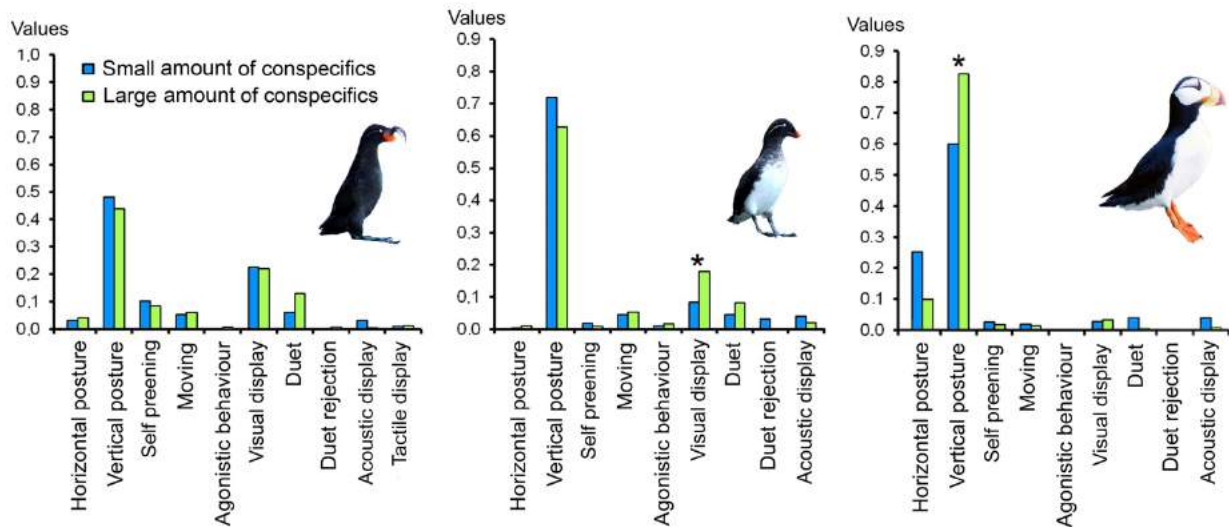 Values
1,0
0,9
0,8
0,7
0,6
0,5
0,4
0,3
0,2
0,1
0,0
Small amount of conspecifics
Large amount of conspecifics
Horizontal posture
Vertical posture
Self preening
Moving
Agonistic behaviour
Visual display
Duet
Duet rejection
Acoustic display
Tactile display
Values
0.9
0.8
0.7
0.6
0.5
0.4
0.3
0.2
0.1
0.0
*
Horizontal posture
Vertical posture
Self preening
Moving
Agonistic behaviour
Visual display
Duet
Duet rejection
Acoustic display
Values
0.9
0.8
0.7
0.6
0.5
0.4
0.3
0.2
0.1
0.0
*
Horizontal posture
Vertical posture
Self preening
Moving
Agonistic behaviour
Visual display
Duet
Duet rejection
Acoustic display